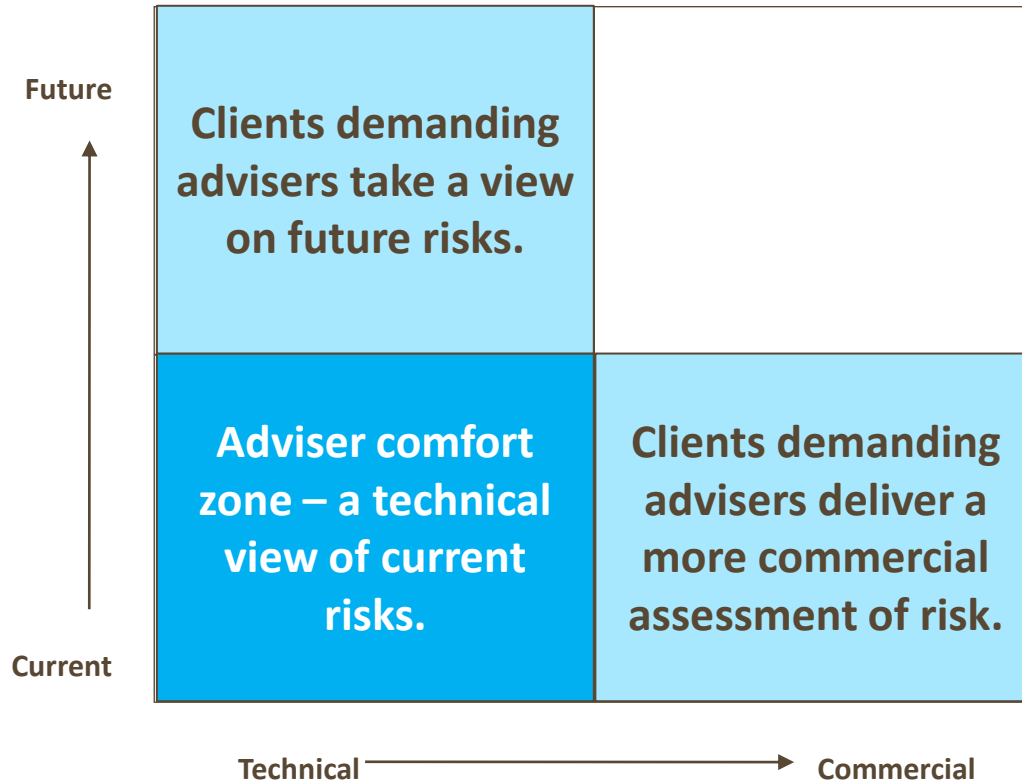 Future
Clients demanding
advisers take a view
on future risks.
Adviser comfort
zone – a technical
view of current
risks.
Clients demanding
advisers deliver a
more commercial
assessment of risk.
Current
Technical
Commercial